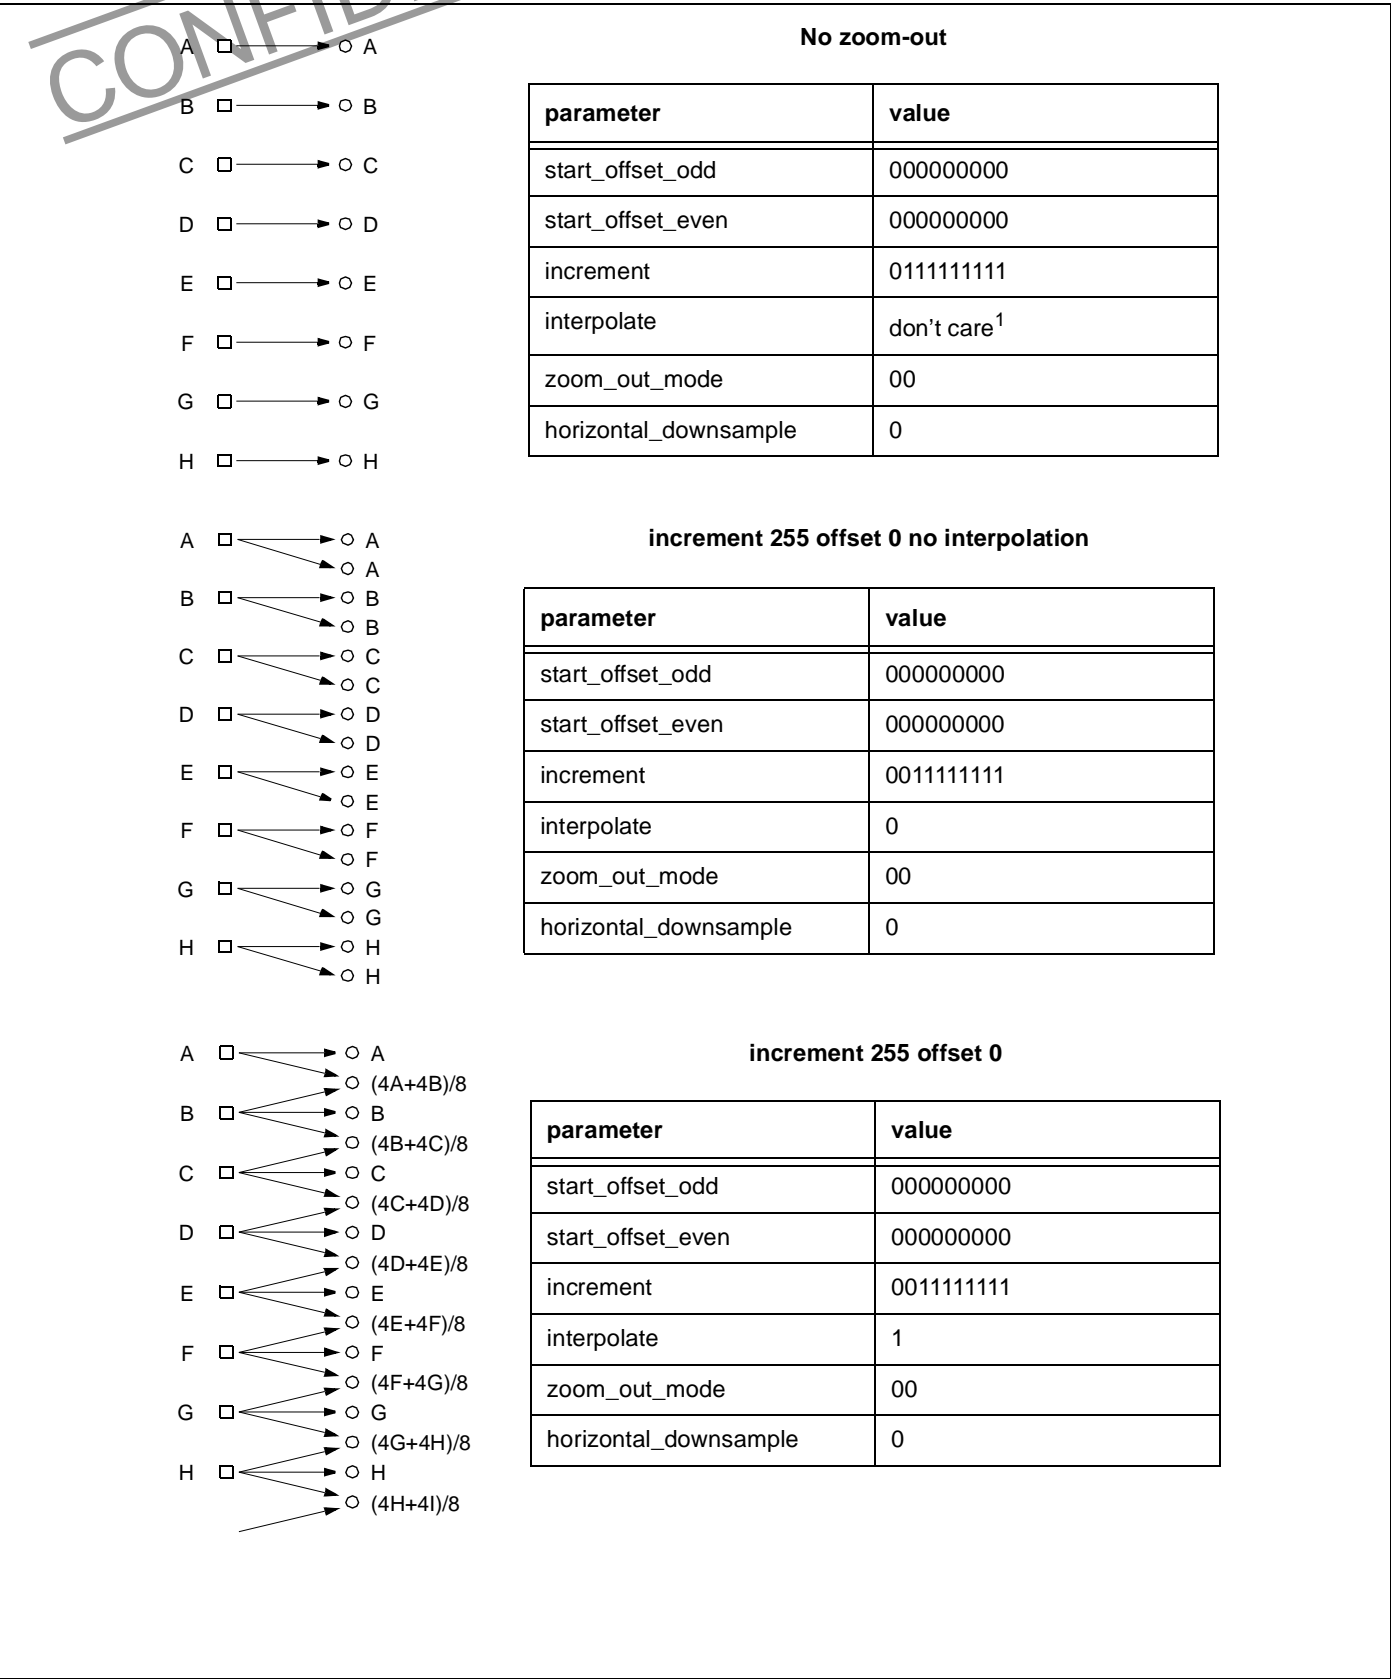 CONFID
No zoom-out
A A
B B
C C
D D
E E
F F
G G
H H
parameter value
start_offset_odd 000000000
start_offset_even 000000000
increment 0111111111
interpolate don't care1
zoom_out_mode 00
horizontal_downsample 0
increment 255 offset 0 no interpolation
A A
A
B B
B
C C
C
D D
D
E E
E
F F
F
G G
G
H H
H
parameter value
start_offset_odd 000000000
start_offset_even 000000000
increment 0011111111
interpolate 0
zoom_out_mode 00
horizontal_downsample 0
increment 255 offset 0
A A
(4A+4B)/8
B B
(4B+4C)/8
C C
(4C+4D)/8
D D
(4D+4E)/8
E E
(4E+4F)/8
F F
(4F+4G)/8
G G
(4G+4H)/8
H H
(4H+4I)/8
parameter value
start_offset_odd 000000000
start_offset_even 000000000
increment 0011111111
interpolate 1
zoom_out_mode 00
horizontal_downsample 0